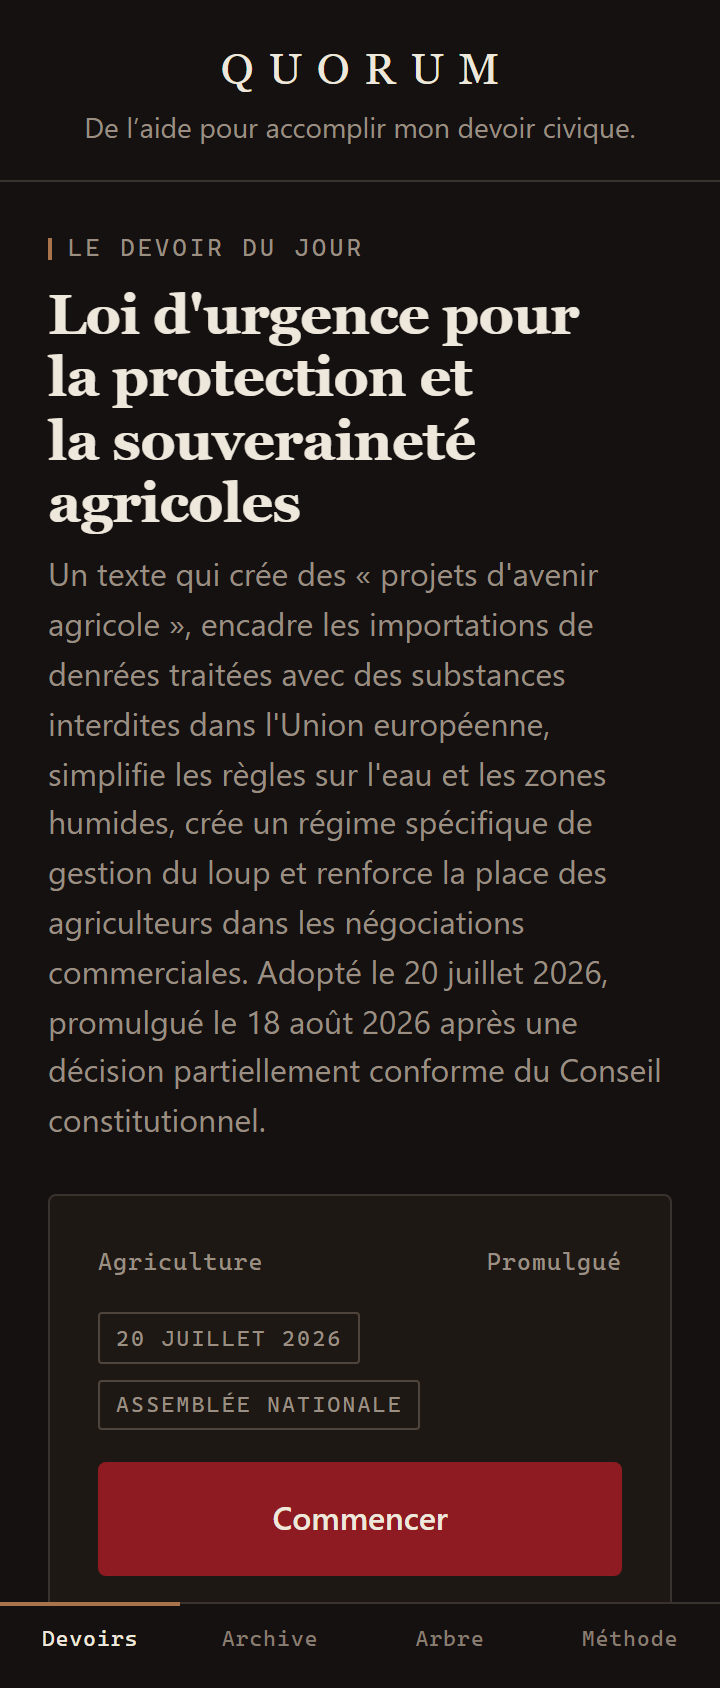 QUORUM
De l’aide pour accomplir mon devoir civique.
LE DEVOIR DU JOUR
Loi d'urgence pour
la protection et
la souveraineté
agricoles
Un texte qui crée des « projets d'avenir
agricole », encadre les importations de
denrées traitées avec des substances
interdites dans l'Union européenne,
simplifie les règles sur l'eau et les zones
humides, crée un régime spécifique de
gestion du loup et renforce la place des
agriculteurs dans les négociations
commerciales. Adopté le 20 juillet 2026,
promulgué le 18 août 2026 après une
décision partiellement conforme du Conseil
constitutionnel.
Agriculture Promulgué
20 JUILLET 2026
ASSEMBLÉE NATIONALE
Commencer
Devoirs Archive Arbre Méthode